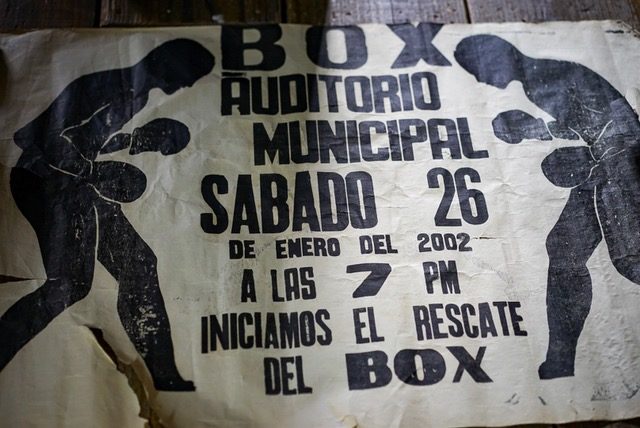 BOX
AUDITORIO
MUNICIPAL
SABADO 26
DE ENERO DEL 2002
A LAS 7 PM
INICIAMOS EL RESCATE
DEL BOX